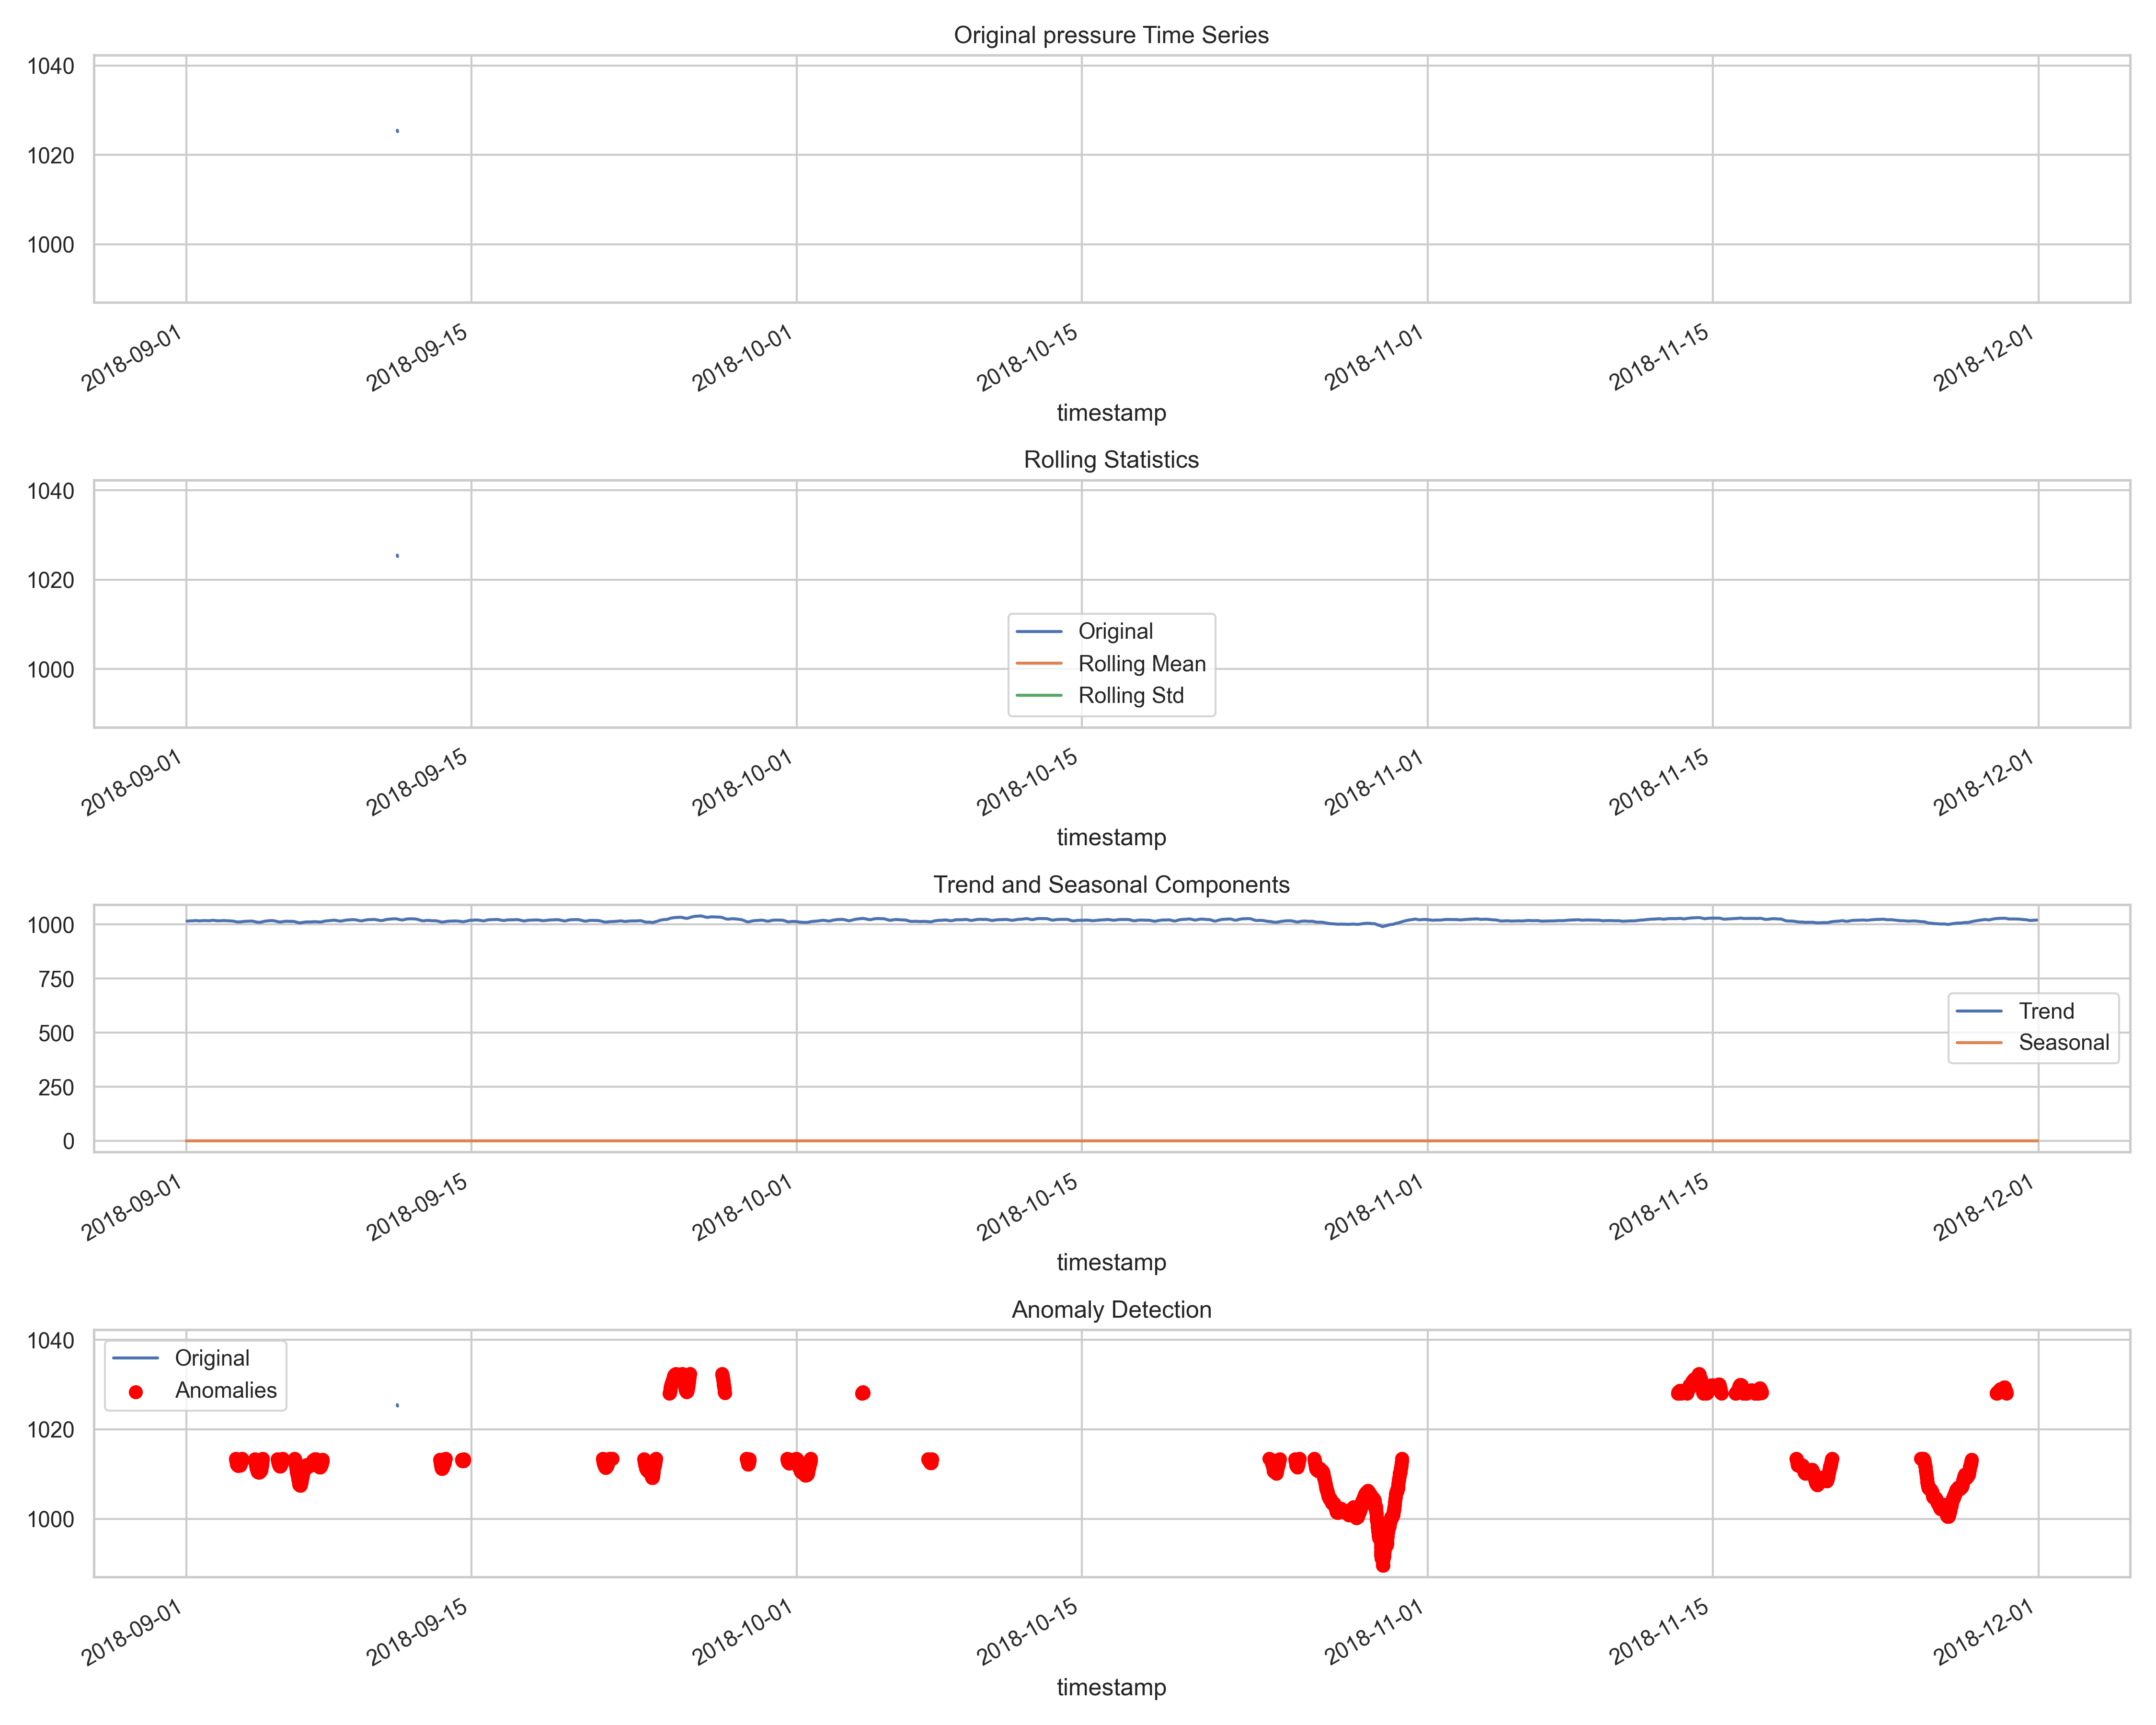 Original pressure Time Series
1040
1020
1000
2018-09-01
2018-09-15
2018-10-01
2018-10-15
2018-11-01
2018-11-15
2018-12-01
timestamp
Rolling Statistics
1040
1020
1000
Original
Rolling Mean
Rolling Std
2018-09-01
2018-09-15
2018-10-01
2018-10-15
2018-11-01
2018-11-15
2018-12-01
timestamp
Trend and Seasonal Components
1000
750
500
250
0
Trend
Seasonal
2018-09-01
2018-09-15
2018-10-01
2018-10-15
2018-11-01
2018-11-15
2018-12-01
timestamp
Anomaly Detection
1040
1020
1000
Original
Anomalies
2018-09-01
2018-09-15
2018-10-01
2018-10-15
2018-11-01
2018-11-15
2018-12-01
timestamp